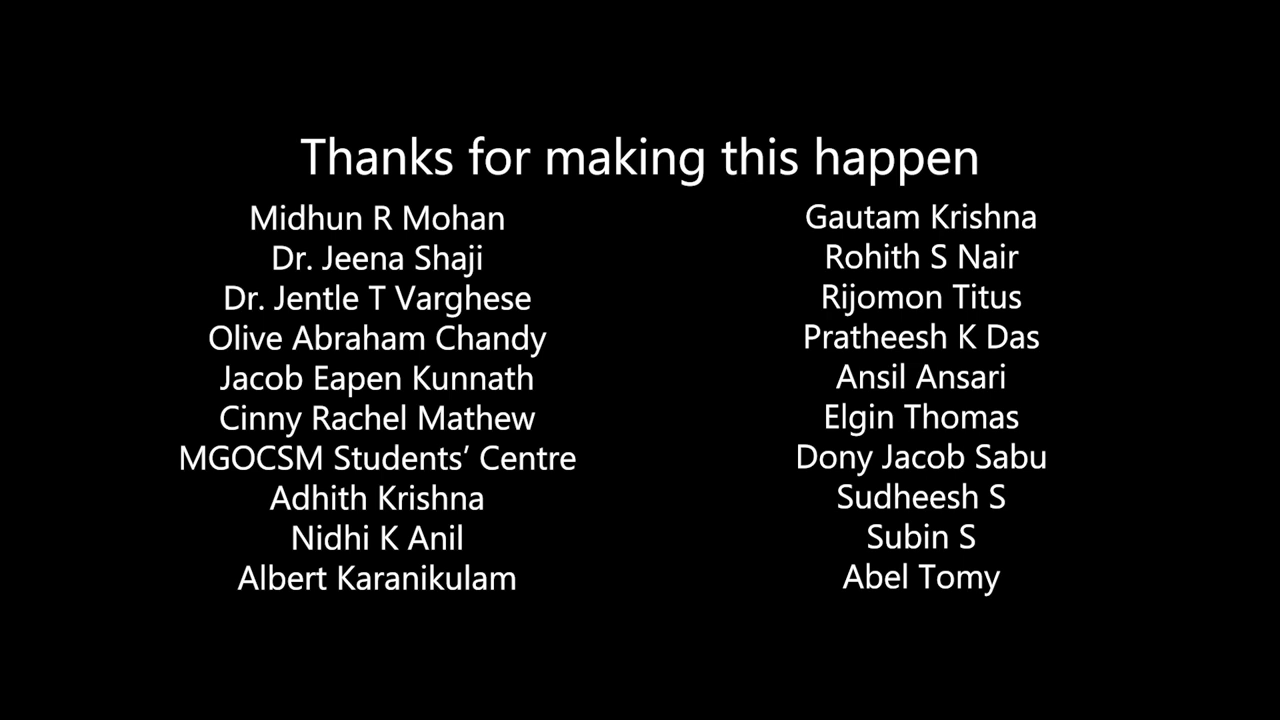 Thanks for making this happen
Midhun R Mohan
Dr. Jeena Shaji
Dr. Jentle T Varghese
Olive Abraham Chandy
Jacob Eapen Kunnath
Cinny Rachel Mathew
MGOCSM Students’ Centre
Adhith Krishna
Nidhi K Anil
Albert Karanikulam
Gautam Krishna
Rohith S Nair
Rijomon Titus
Pratheesh K Das
Ansil Ansari
Elgin Thomas
Dony Jacob Sabu
Sudheesh S
Subin S
Abel Tomy